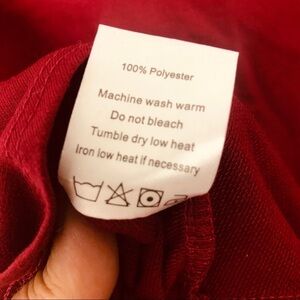 100% Polyester
Machine wash warm
Do not bleach
Tumble dry low heat
Iron low heat if necessary